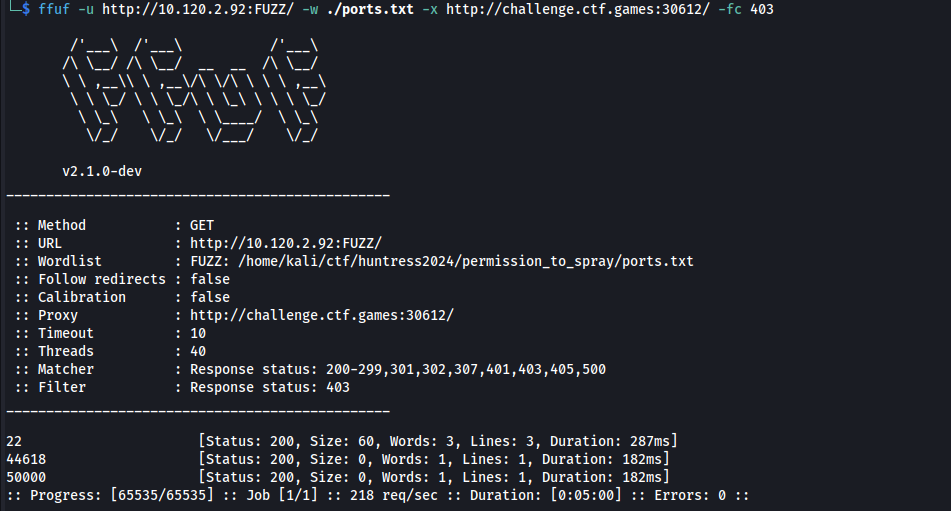 └─$ ffuf -u http://10.120.2.92:FUZZ/ -w ./ports.txt -x http://challenge.ctf.games:30612/ -fc 403
v2.1.0-dev
:: Method : GET
:: URL : http://10.120.2.92:FUZZ/
:: Wordlist : FUZZ: /home/kali/ctf/huntress2024/permission_to_spray/ports.txt
:: Follow redirects : false
:: Calibration : false
:: Proxy : http://challenge.ctf.games:30612/
:: Timeout : 10
:: Threads : 40
:: Matcher : Response status: 200-299,301,302,307,401,403,405,500
:: Filter : Response status: 403
22 [Status: 200, Size: 60, Words: 3, Lines: 3, Duration: 287ms]
44618 [Status: 200, Size: 0, Words: 1, Lines: 1, Duration: 182ms]
50000 [Status: 200, Size: 0, Words: 1, Lines: 1, Duration: 182ms]
:: Progress: [65535/65535] :: Job [1/1] :: 218 req/sec :: Duration: [0:05:00] :: Errors: 0 ::